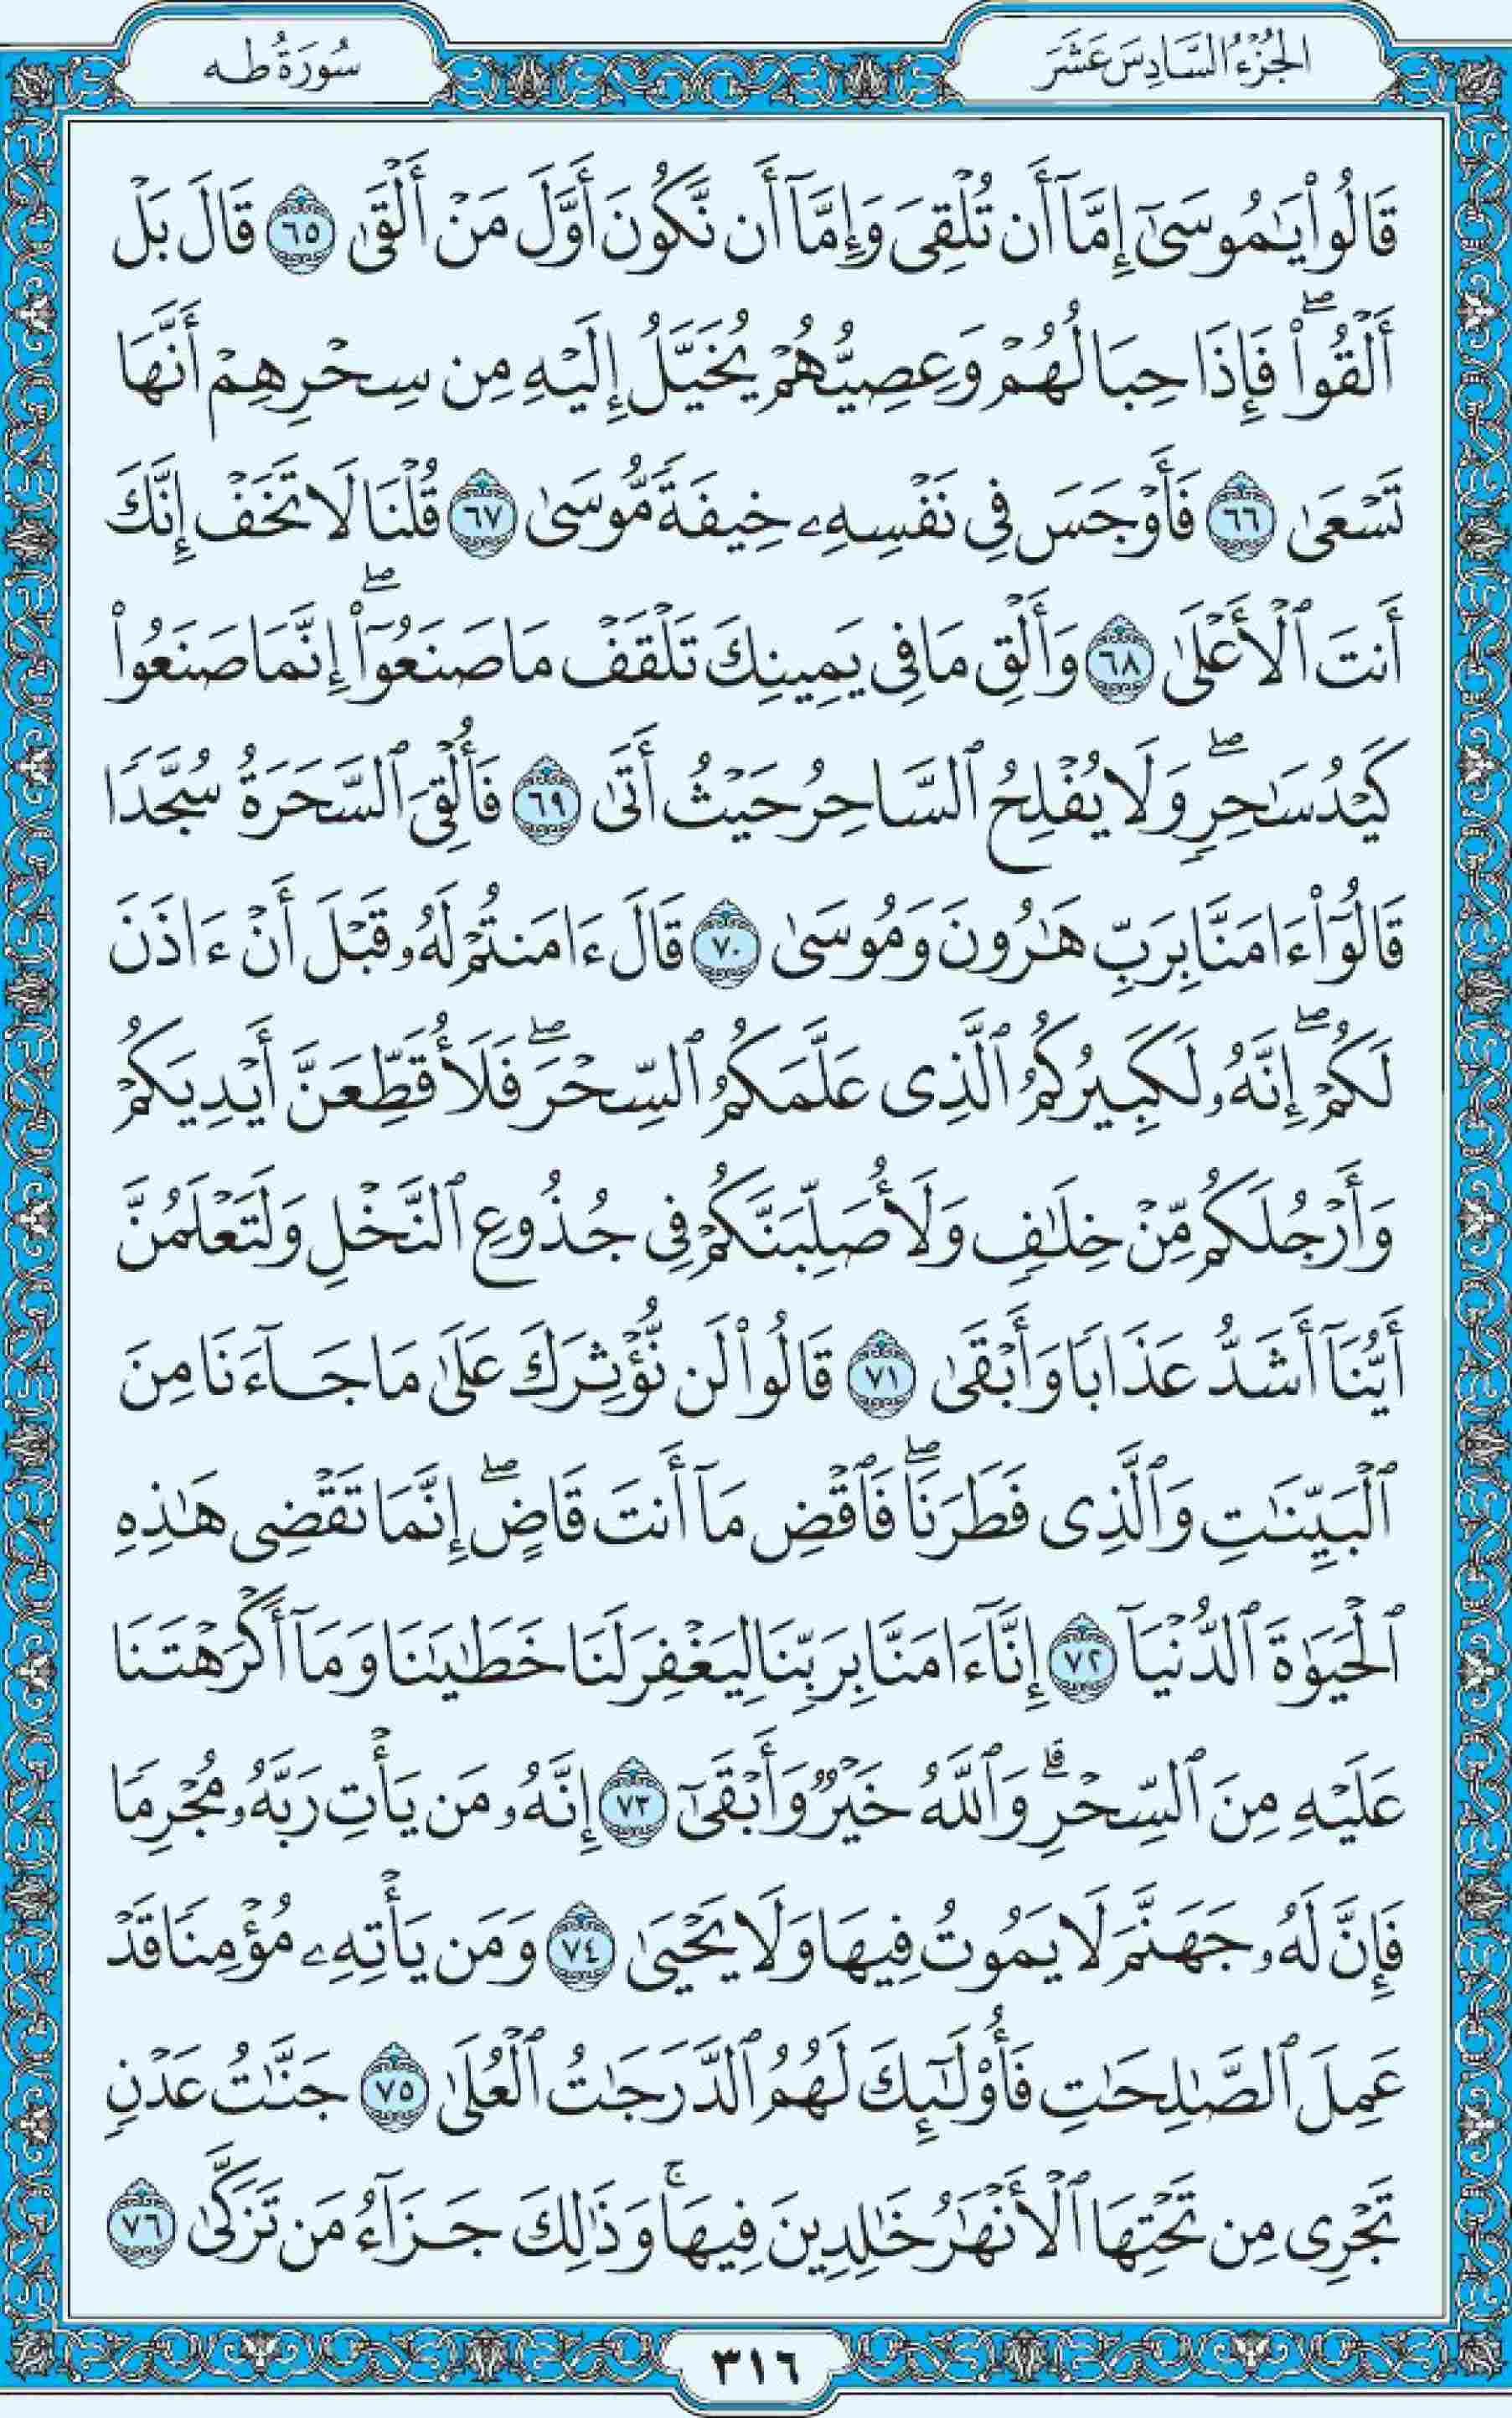 الجُزْءُ السَّادِسَ عَشَرَ
سُورَةُ طه
قَالُواْ يَٰمُوسَىٰٓ إِمَّآ أَن تُلۡقِيَ وَإِمَّآ أَن نَّكُونَ أَوَّلَ مَنۡ أَلۡقَىٰ ٦٥ قَالَ بَلۡ
أَلۡقُواْۖ فَإِذَا حِبَالُهُمۡ وَعِصِيُّهُمۡ يُخَيَّلُ إِلَيۡهِ مِن سِحۡرِهِمۡ أَنَّهَا
تَسۡعَىٰ ٦٦ فَأَوۡجَسَ فِي نَفۡسِهِۦ خِيفَةٗ مُّوسَىٰ ٦٧ قُلۡنَا لَا تَخَفۡ إِنَّكَ
أَنتَ ٱلۡأَعۡلَىٰ ٦٨ وَأَلۡقِ مَا فِي يَمِينِكَ تَلۡقَفۡ مَا صَنَعُوٓاْۖ إِنَّمَا صَنَعُواْ
كَيۡدُ سَٰحِرٖۖ وَلَا يُفۡلِحُ ٱلسَّاحِرُ حَيۡثُ أَتَىٰ ٦٩ فَأُلۡقِيَ ٱلسَّحَرَةُ سُجَّدٗا
قَالُوٓاْ ءَامَنَّا بِرَبِّ هَٰرُونَ وَمُوسَىٰ ٧٠ قَالَ ءَامَنتُمۡ لَهُۥ قَبۡلَ أَنۡ ءَاذَنَ
لَكُمۡۖ إِنَّهُۥ لَكَبِيرُكُمُ ٱلَّذِي عَلَّمَكُمُ ٱلسِّحۡرَۖ فَلَأُقَطِّعَنَّ أَيۡدِيَكُمۡ
وَأَرۡجُلَكُم مِّنۡ خِلَٰفٖ وَلَأُصَلِّبَنَّكُمۡ فِي جُذُوعِ ٱلنَّخۡلِ وَلَتَعۡلَمُنَّ
أَيُّنَآ أَشَدُّ عَذَابٗا وَأَبۡقَىٰ ٧١ قَالُواْ لَن نُّؤۡثِرَكَ عَلَىٰ مَا جَآءَنَا مِنَ
ٱلۡبَيِّنَٰتِ وَٱلَّذِي فَطَرَنَاۖ فَٱقۡضِ مَآ أَنتَ قَاضٍۖ إِنَّمَا تَقۡضِي هَٰذِهِ
ٱلۡحَيَوٰةَ ٱلدُّنۡيَآ ٧٢ إِنَّآ ءَامَنَّا بِرَبِّنَا لِيَغۡفِرَ لَنَا خَطَٰيَٰنَا وَمَآ أَكۡرَهۡتَنَا
عَلَيۡهِ مِنَ ٱلسِّحۡرِۗ وَٱللَّهُ خَيۡرٞ وَأَبۡقَىٰٓ ٧٣ إِنَّهُۥ مَن يَأۡتِ رَبَّهُۥ مُجۡرِمٗا
فَإِنَّ لَهُۥ جَهَنَّمَ لَا يَمُوتُ فِيهَا وَلَا يَحۡيَىٰ ٧٤ وَمَن يَأۡتِهِۦ مُؤۡمِنٗا قَدۡ
عَمِلَ ٱلصَّٰلِحَٰتِ فَأُوْلَٰٓئِكَ لَهُمُ ٱلدَّرَجَٰتُ ٱلۡعُلَىٰ ٧٥ جَنَّٰتُ عَدۡنٖ
تَجۡرِي مِن تَحۡتِهَا ٱلۡأَنۡهَٰرُ خَٰلِدِينَ فِيهَاۚ وَذَٰلِكَ جَزَآءُ مَن تَزَكَّىٰ ٧٦
٣١٦